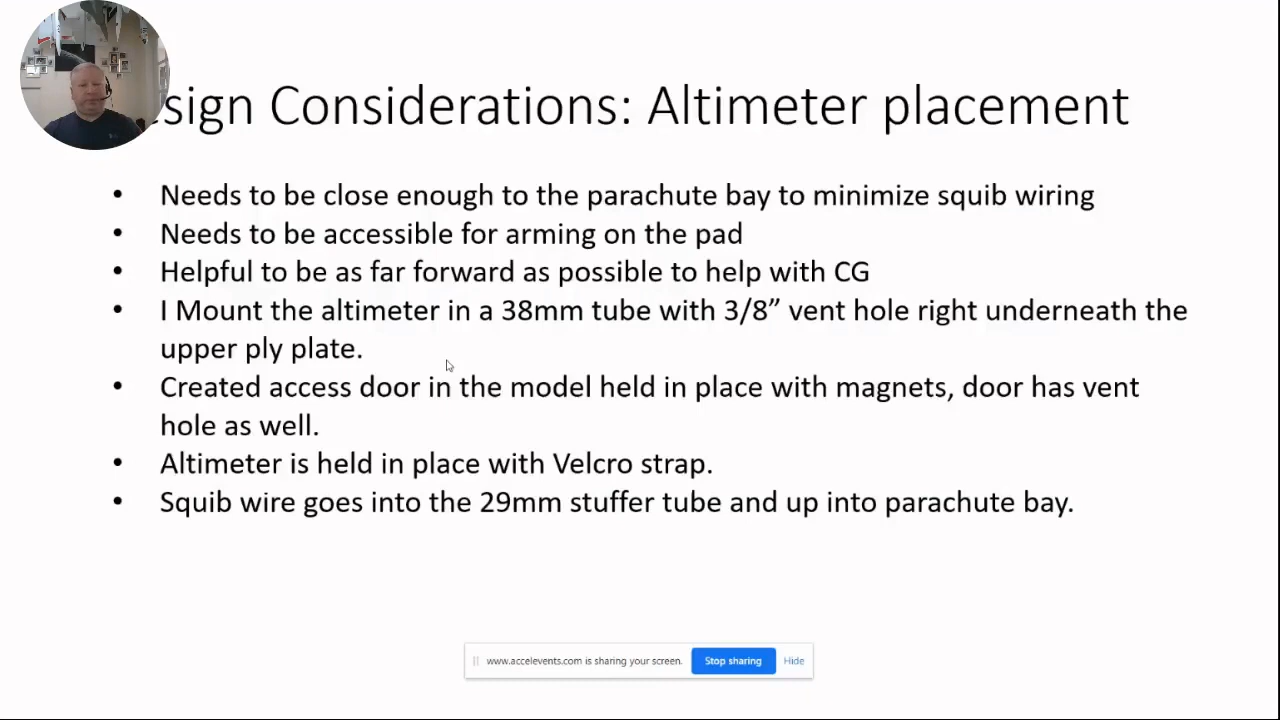 sign Considerations: Altimeter placement
• Needs to be close enough to the parachute bay to minimize squib wiring
• Needs to be accessible for arming on the pad
• Helpful to be as far forward as possible to help with CG
• I Mount the altimeter in a 38mm tube with 3/8” vent hole right underneath the
upper ply plate.
• Created access door in the model held in place with magnets, door has vent
hole as well.
• Altimeter is held in place with Velcro strap.
• Squib wire goes into the 29mm stuffer tube and up into parachute bay.
www.accelevents.com is sharing your screen. Stop sharing Hide